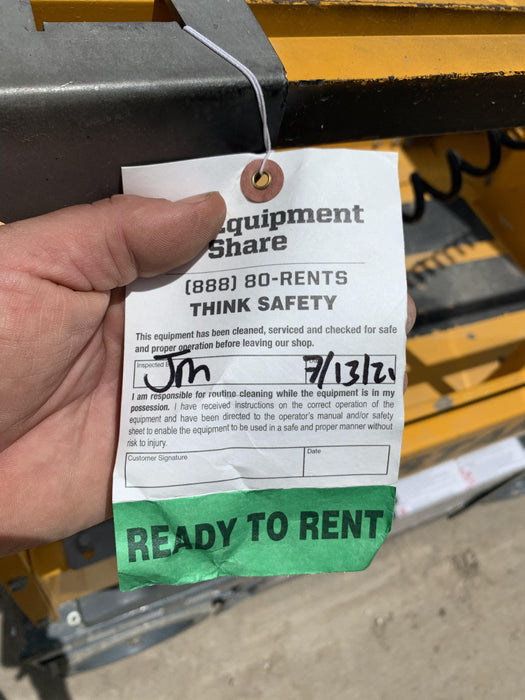 Equipment
Share
(888) 80-RENTS
THINK SAFETY
This equipment has been cleaned, serviced and checked for safe
and proper operation before leaving our shop.
Inspected
Jm 7/13/21
I am responsible for routine cleaning while the equipment is in my
possession. I have received instructions on the correct operation of the
equipment and have been directed to the operator's manual and/or safety
sheet to enable the equipment to be used in a safe and proper manner without
risk to injury.
Customer Signature Date
READY TO RENT